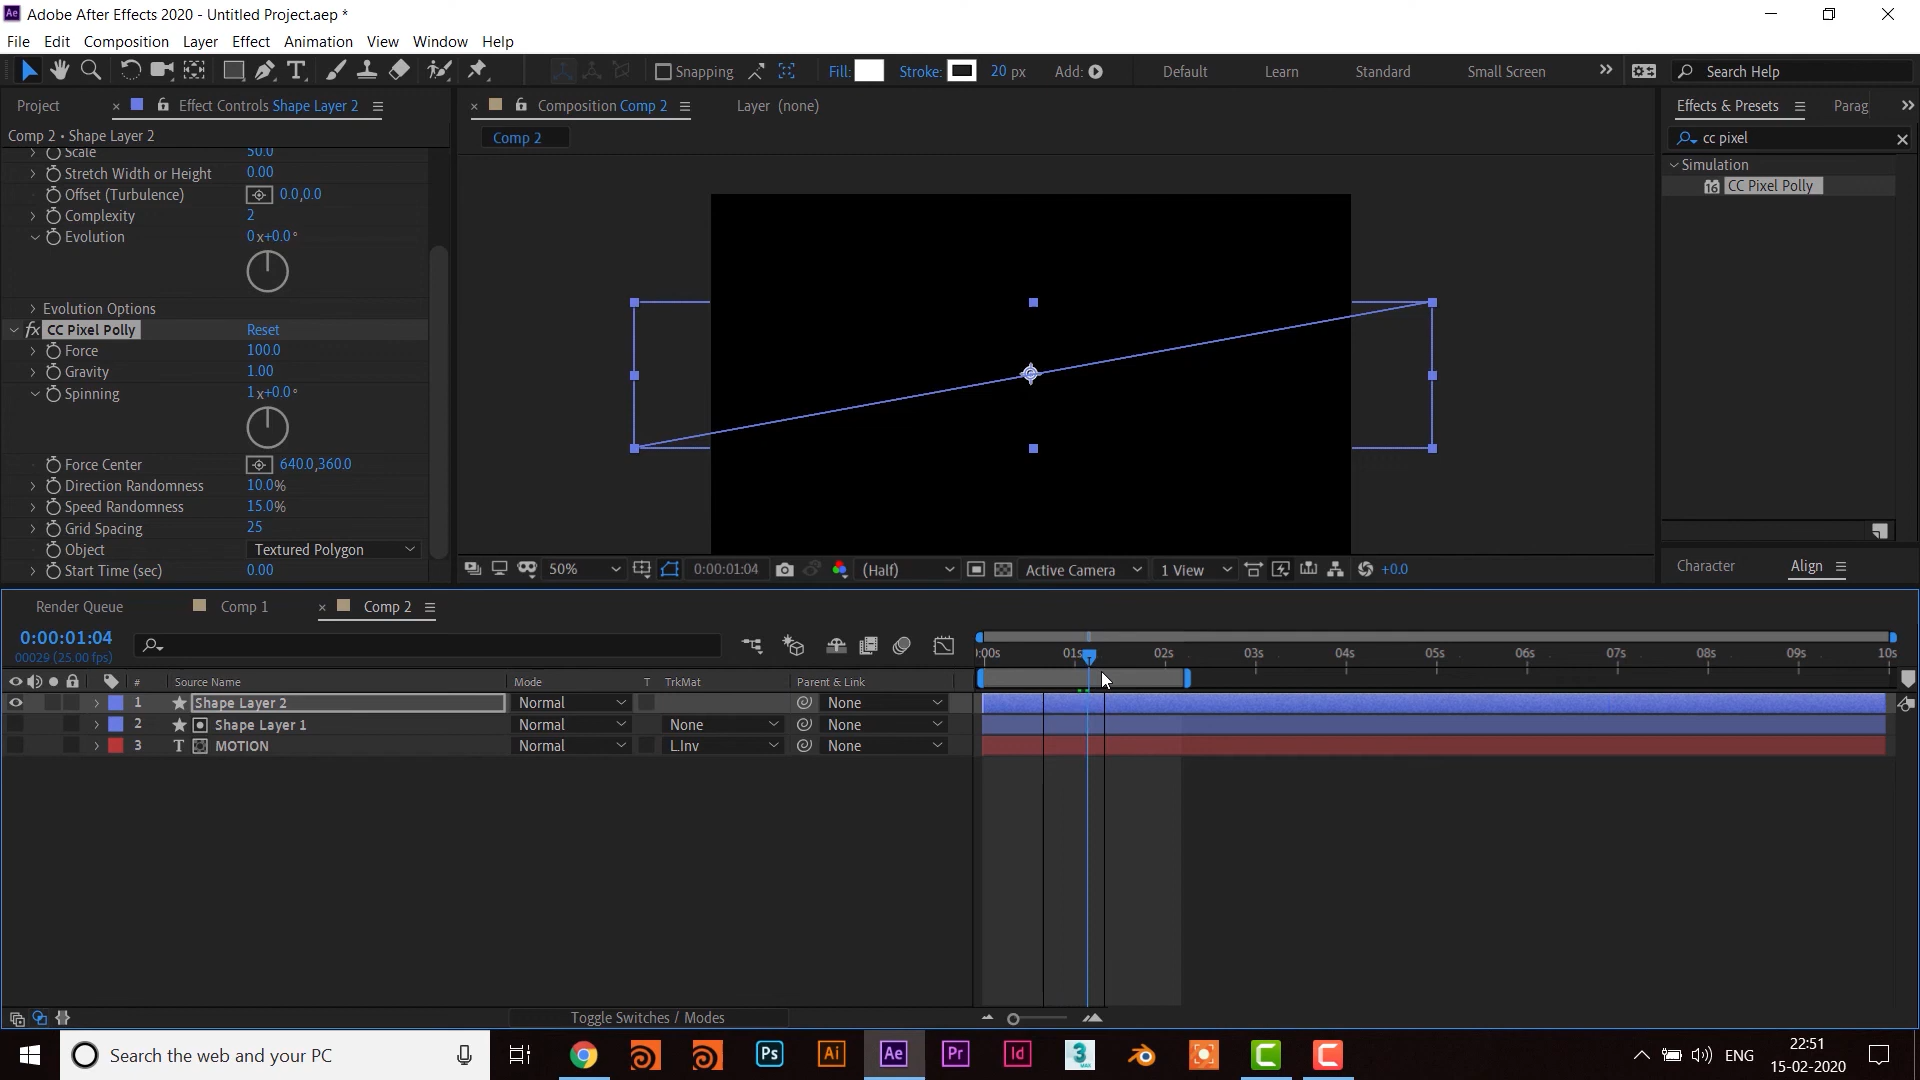 Adobe After Effects 2020 - Untitled Project.aep *
File Edit Composition Layer Effect Animation View Window Help
Snapping Fill: Stroke: 20 px Add: Default Learn Standard Small Screen Search Help
Project Effect Controls Shape Layer 2 Composition Comp 2 Layer (none) Effects & Presets Parag
Comp 2 • Shape Layer 2 Comp 2 cc pixel
Scale 50.0 Simulation
Stretch Width or Height 0.00 CC Pixel Polly
Offset (Turbulence) 0.0,0.0
Complexity 2
Evolution 0x+0.0°
Evolution Options
fx CC Pixel Polly Reset
Force 100.0
Gravity 1.00
Spinning 1x+0.0°
Force Center 640.0,360.0
Direction Randomness 10.0%
Speed Randomness 15.0%
Grid Spacing 25
Object Textured Polygon
Start Time (sec) 0.00
50% 0:00:01:04 (Half) Active Camera 1 View +0.0
Character Align
Render Queue Comp 1 Comp 2
0:00:01:04
00029 (25.00 fps)
:00s 01s 02s 03s 04s 05s 06s 07s 08s 09s 10s
# Source Name Mode T TrkMat Parent & Link
1 Shape Layer 2 Normal None
2 Shape Layer 1 Normal None None
3 T MOTION Normal L.Inv None
Toggle Switches / Modes
Search the web and your PC
Ps Ai Ae Pr Id 3
ENG 22:51
15-02-2020